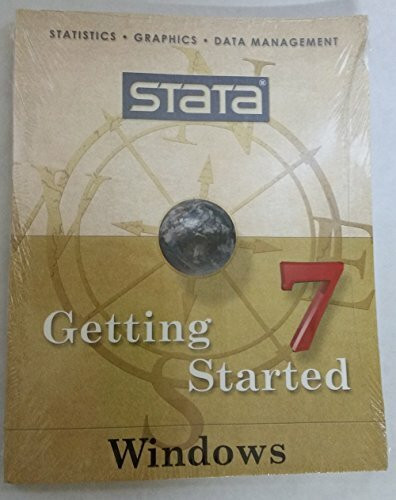 STATISTICS • GRAPHICS • DATA MANAGEMENT
STATA®
7
Getting
Started
Windows